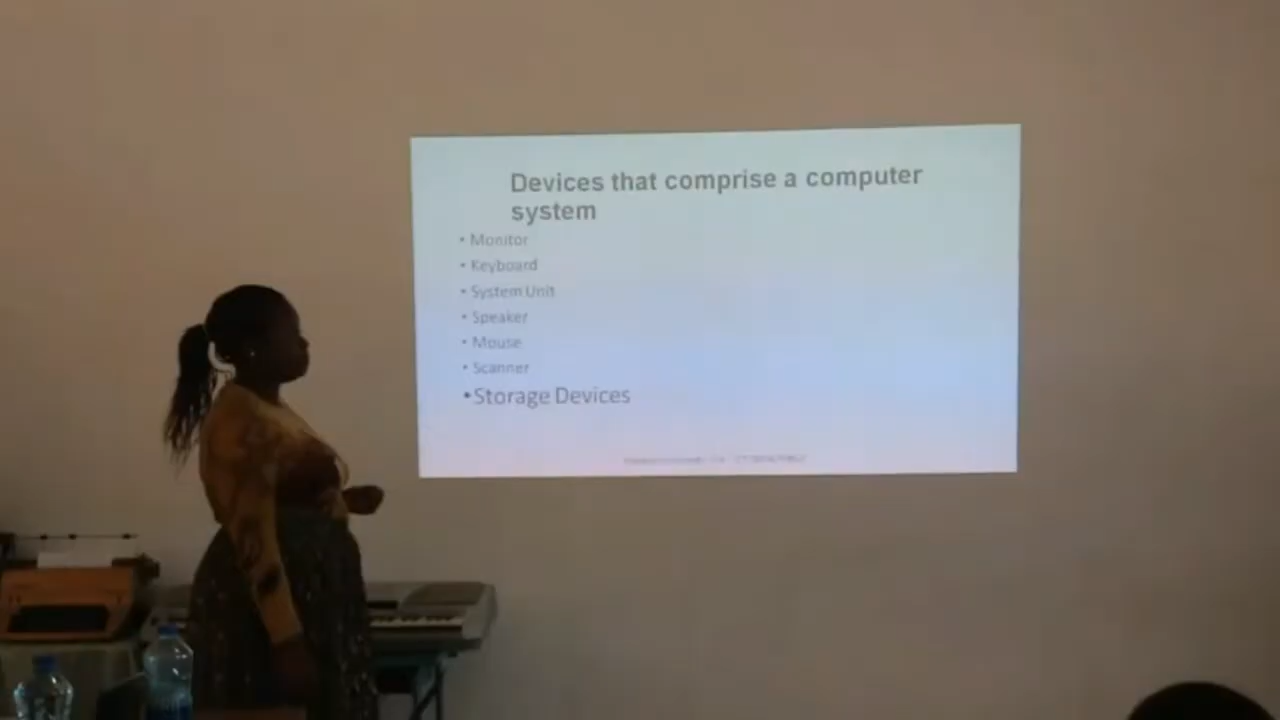 Devices that comprise a computer
system
• Monitor
• Keyboard
• System Unit
• Speaker
• Mouse
• Scanner
• Storage Devices